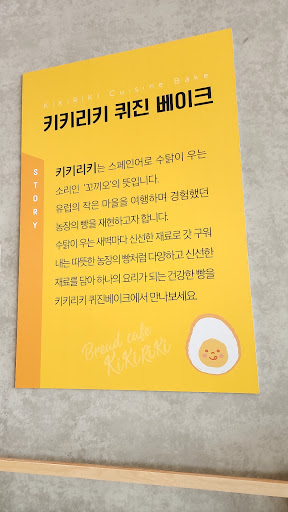 Kikiriki Cuisine Bake
키키리키 퀴진 베이크
STORY
키키리키는 스페인어로 수탉이 우는
소리인 '꼬끼오'의 뜻입니다.
유럽의 작은 마을을 여행하며 경험했던
농장의 빵을 재현하고자 합니다.
수탉이 우는 새벽마다 신선한 재료로 갓 구워
내는 따뜻한 농장의 빵처럼 다양하고 신선한
재료를 담아 하나의 요리가 되는 건강한 빵을
키키리키 퀴진베이크에서 만나보세요.
Bread cafe
KiKiRiKi